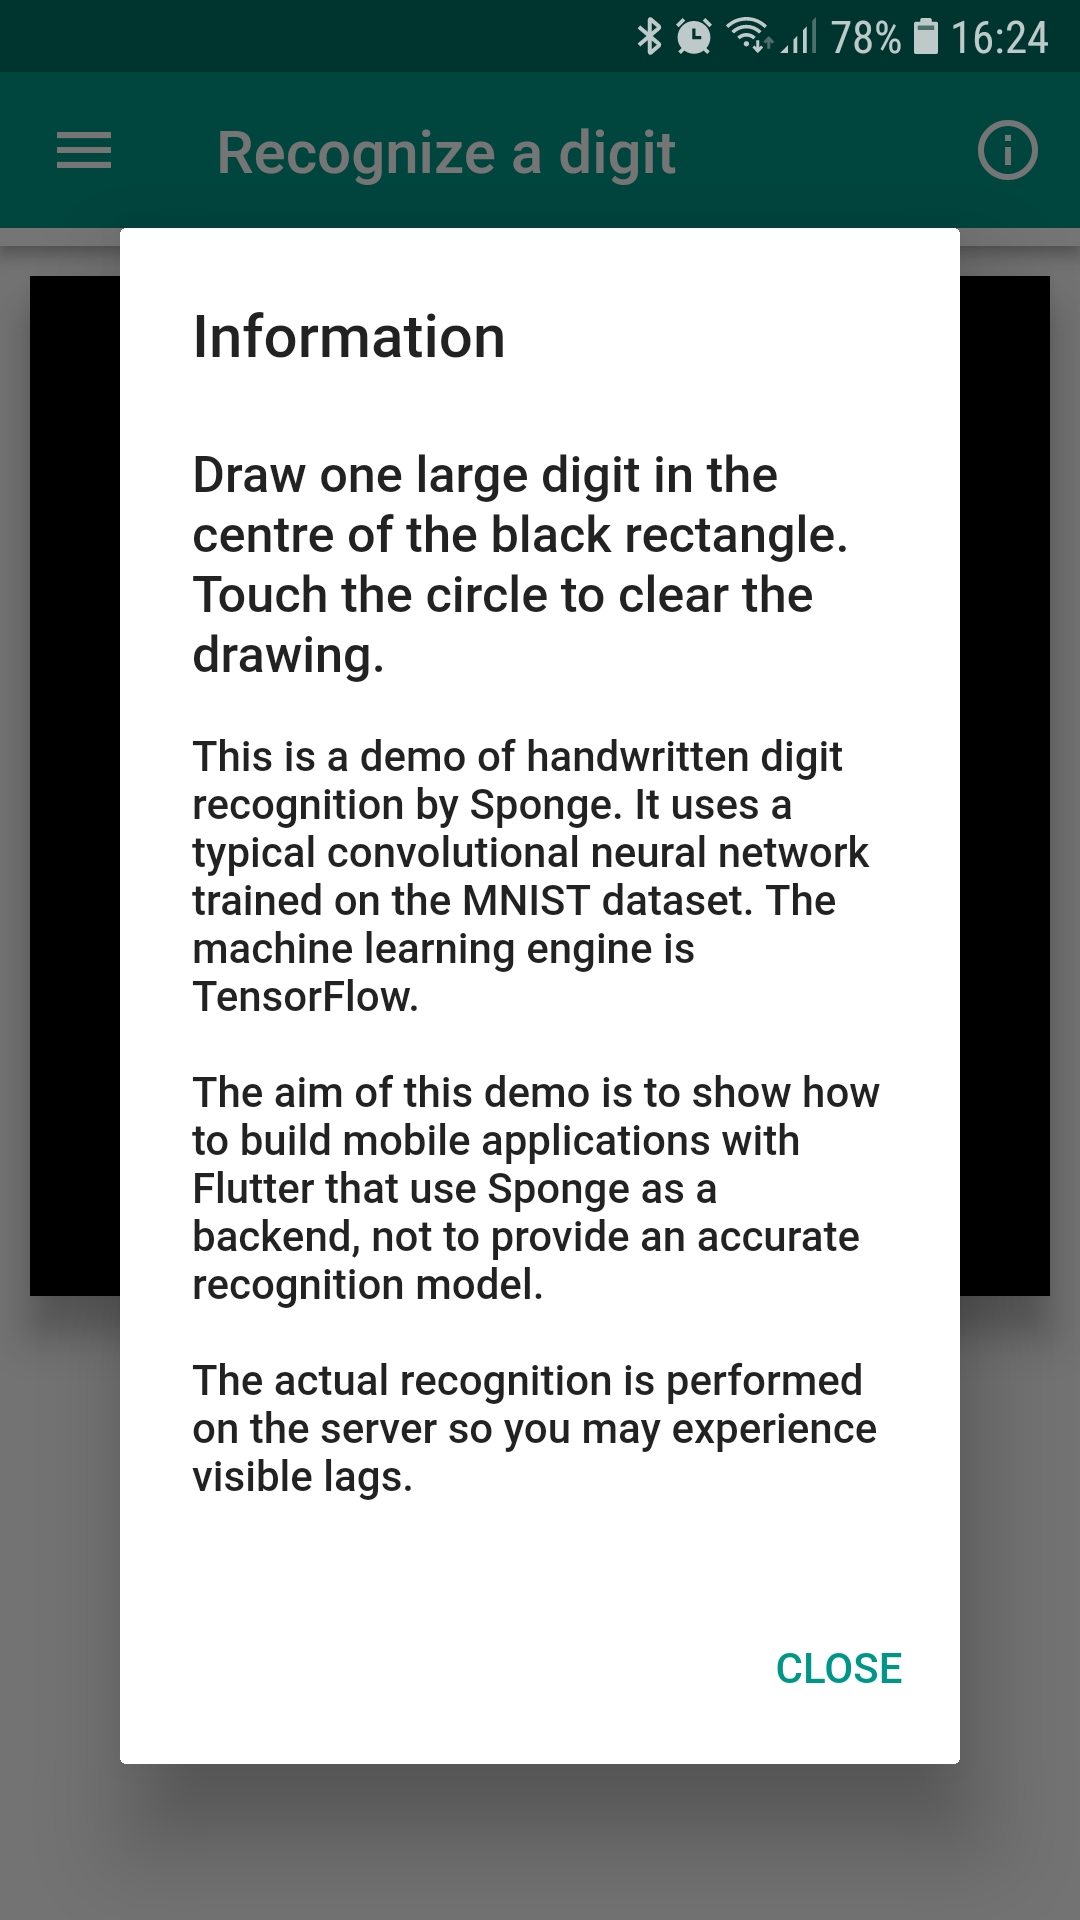 78% 16:24
Recognize a digit
Information
Draw one large digit in the
centre of the black rectangle.
Touch the circle to clear the
drawing.
This is a demo of handwritten digit
recognition by Sponge. It uses a
typical convolutional neural network
trained on the MNIST dataset. The
machine learning engine is
TensorFlow.
The aim of this demo is to show how
to build mobile applications with
Flutter that use Sponge as a
backend, not to provide an accurate
recognition model.
The actual recognition is performed
on the server so you may experience
visible lags.
CLOSE